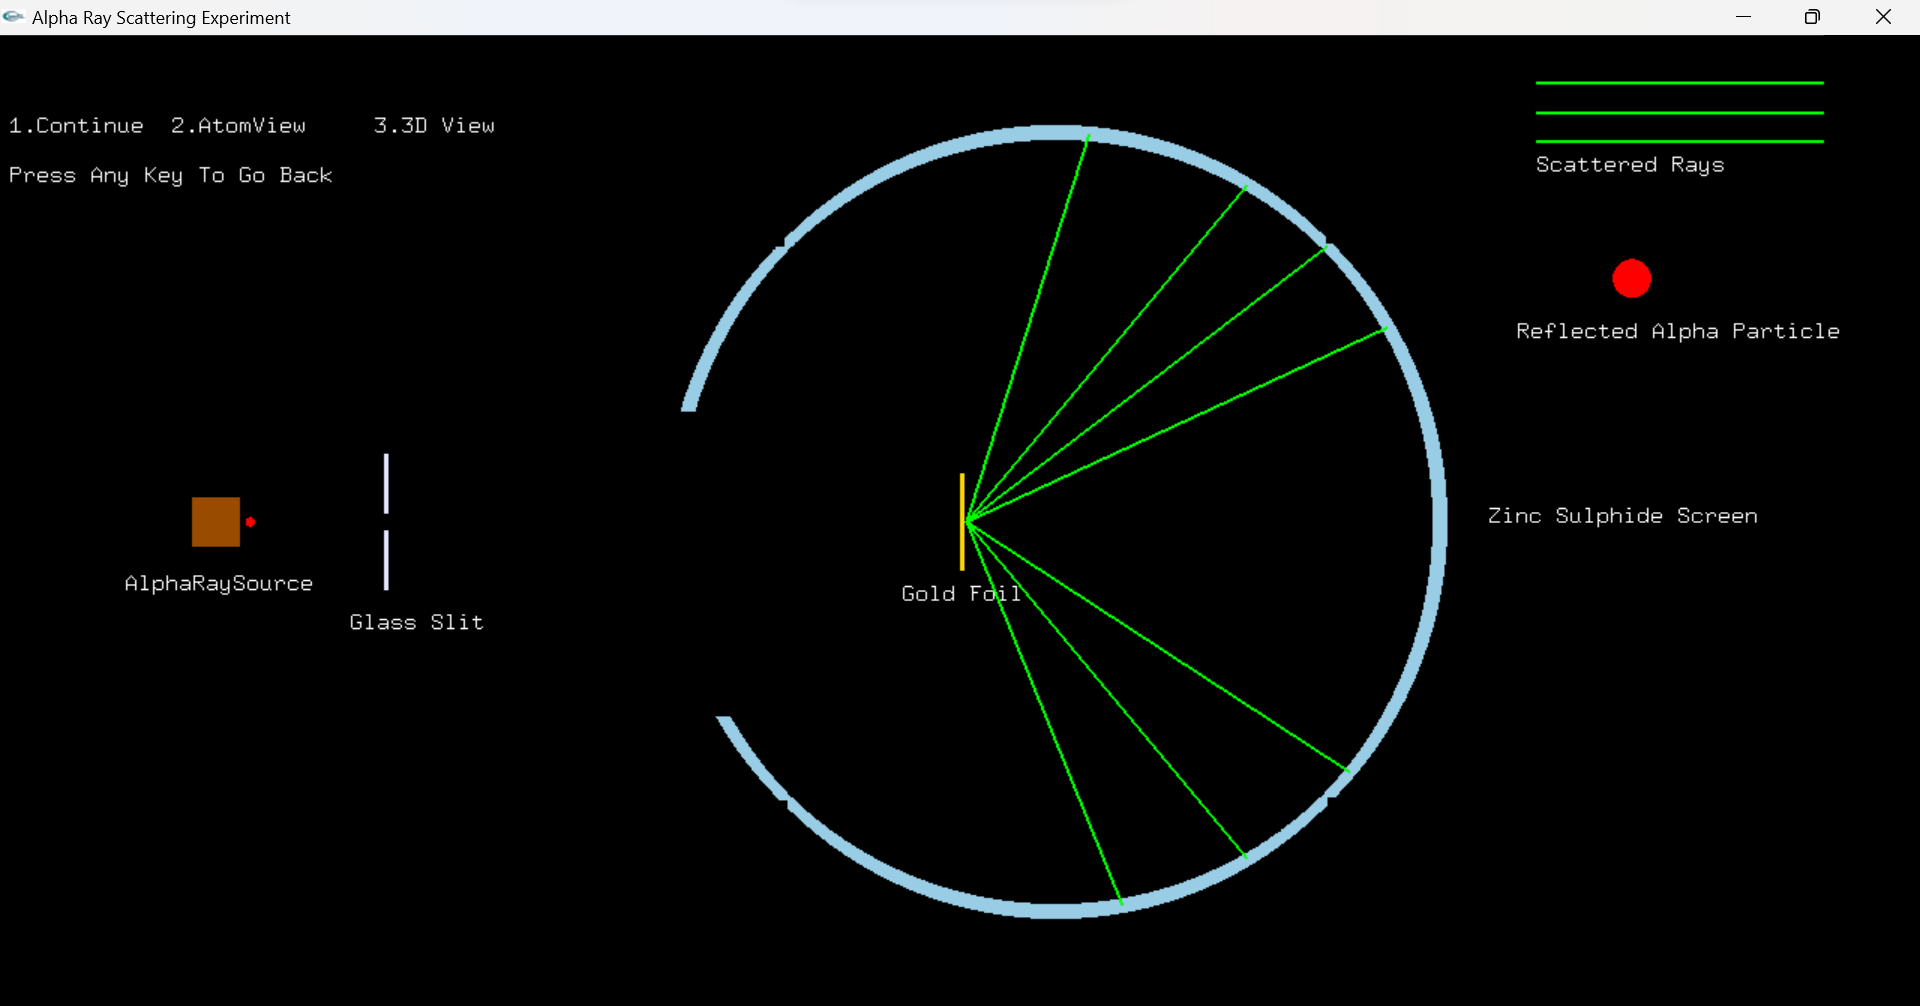 Alpha Ray Scattering Experiment
1.Continue 2.AtomView 3.3D View
Press Any Key To Go Back
Scattered Rays
Reflected Alpha Particle
Zinc Sulphide Screen
AlphaRaySource
Glass Slit
Gold Foil